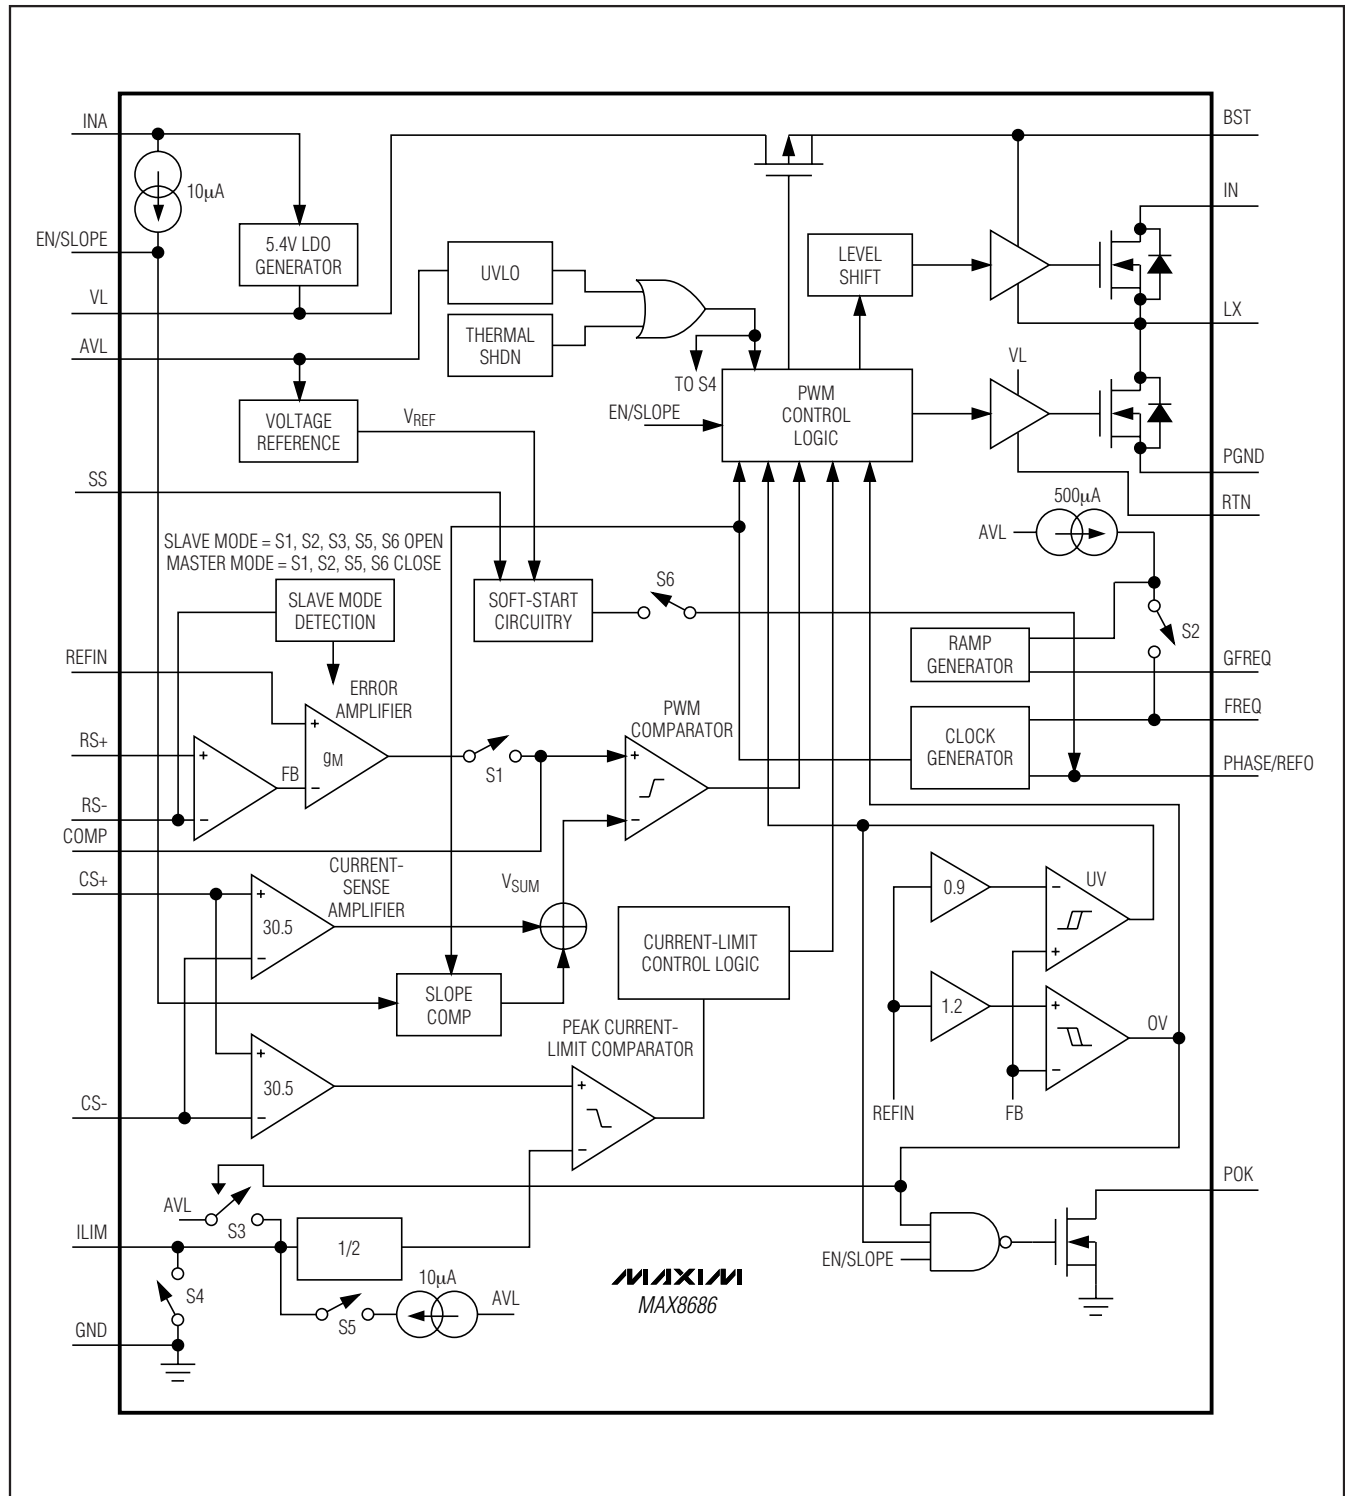 INA
BST
10µA
IN
EN/SLOPE
5.4V LDO
GENERATOR
UVLO
LEVEL
SHIFT
VL
LX
THERMAL
SHDN
AVL
TO S4
VL
VOLTAGE
REFERENCE
VREF
EN/SLOPE
PWM
CONTROL
LOGIC
PGND
SS
500µA
RTN
AVL
SLAVE MODE = S1, S2, S3, S5, S6 OPEN
MASTER MODE = S1, S2, S5, S6 CLOSE
SLAVE MODE
DETECTION
SOFT-START
CIRCUITRY
S6
S2
RAMP
GENERATOR
REFIN
GFREQ
ERROR
AMPLIFIER
+
PWM
COMPARATOR
FREQ
CLOCK
GENERATOR
RS+
+
gM
FB
−
S1
+
PHASE/REFO
RS-
−
−
COMP
CURRENT-
SENSE
AMPLIFIER
CS+
+
30.5
−
VSUM
0.9
−
UV
+
CURRENT-LIMIT
CONTROL LOGIC
SLOPE
COMP
1.2
+
OV
−
PEAK CURRENT-
LIMIT COMPARATOR
+
30.5
−
+
−
CS-
REFIN
FB
POK
AVL
S3
ILIM
1/2
EN/SLOPE
10µA
AVL
S4
S5
MAXIM
MAX8686
GND